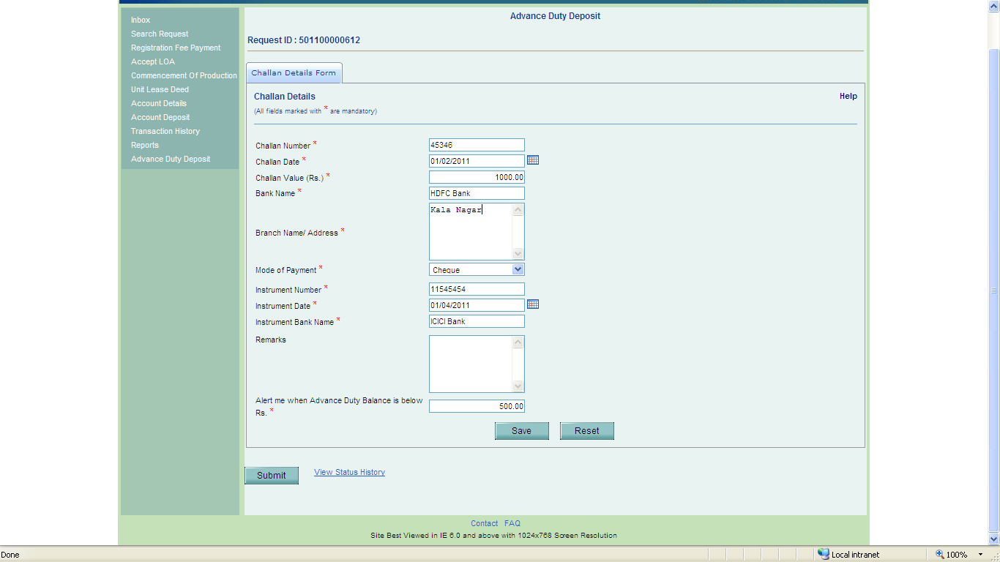 Advance Duty Deposit
Inbox
Search Request
Registration Fee Payment
Accept LOA
Commencement Of Production
Unit Lease Deed
Account Details
Account Deposit
Transaction History
Reports
Advance Duty Deposit
Request ID : 501100000612
Challan Details Form
Challan Details
Help
(All fields marked with * are mandatory)
Challan Number * 45346
Challan Date * 01/02/2011
Challan Value (Rs.) * 1000.00
Bank Name * HDFC Bank
Branch Name/ Address * Kala Nagar
Mode of Payment * Cheque
Instrument Number * 11545454
Instrument Date * 01/04/2011
Instrument Bank Name * ICICI Bank
Remarks
Alert me when Advance Duty Balance is below
Rs. * 500.00
Save Reset
Submit View Status History
Contact FAQ
Site Best Viewed in IE 6.0 and above with 1024x768 Screen Resolution
Done Local intranet 100%